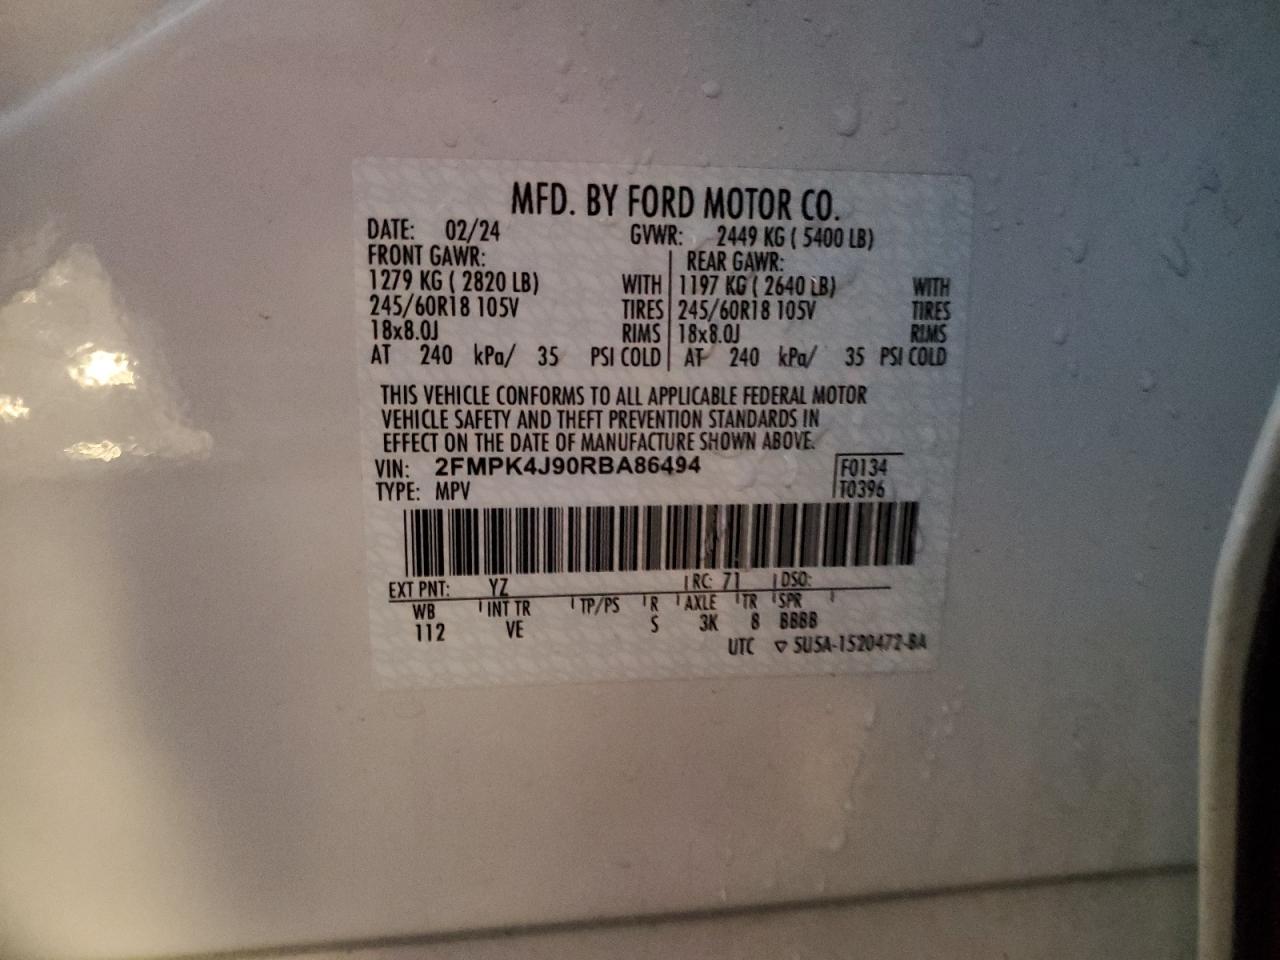 MFD. BY FORD MOTOR CO.
DATE: 02/24 GVWR: 2449 KG ( 5400 LB)
FRONT GAWR: REAR GAWR:
1279 KG ( 2820 LB) WITH 1197 KG ( 2640 LB) WITH
245/60R18 105V TIRES 245/60R18 105V TIRES
18x8.0J RIMS 18x8.0J RIMS
AT 240 kPa/ 35 PSI COLD AT 240 kPa/ 35 PSI COLD
THIS VEHICLE CONFORMS TO ALL APPLICABLE FEDERAL MOTOR
VEHICLE SAFETY AND THEFT PREVENTION STANDARDS IN
EFFECT ON THE DATE OF MANUFACTURE SHOWN ABOVE.
VIN: 2FMPK4J90RBA86494 F0134
TYPE: MPV T0396
EXT PNT: YZ RC: 71 DSO:
WB INT TR TP/PS R AXLE TR SPR
112 VE S 3K 8 BBBB
UTC ▽ 5U5A-1520472-BA